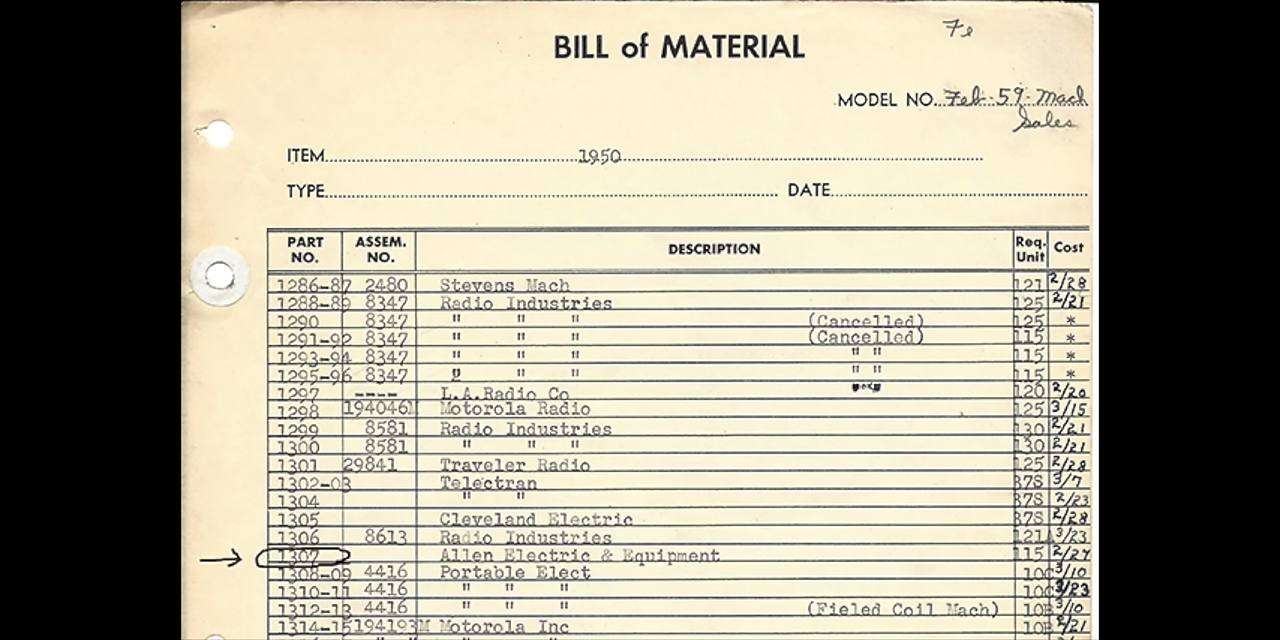 7e
BILL of MATERIAL
MODEL NO. Feb-59-Mach
Sales
ITEM 1950
TYPE DATE
PART NO. ASSEM. NO. DESCRIPTION Req. Unit Cost
1286-87 2480 Stevens Mach 121 2/28
1288-89 8347 Radio Industries 125 2/21
1290 8347 " " " (Cancelled) 125 *
1291-92 8347 " " " (Cancelled) 115 *
1293-94 8347 " " " " " 115 *
1295-96 8347 " " " " " 115 *
1297 ---- L.A.Radio Co 120 2/20
1298 194046M Motorola Radio 125 3/15
1299 8581 Radio Industries 130 2/21
1300 8581 " " " 130 2/21
1301 29841 Traveler Radio 125 2/28
1302-03 Telectran B7S 3/7
1304 " " B7S 2/23
1305 Cleveland Electric B7S 2/28
1306 8613 Radio Industries 121A 3/23
→ 1307 Allen Electric & Equipment 115 2/27
1308-09 4416 Portable Elect 10C 3/10
1310-11 4416 " " " 10C 3/23
1312-13 4416 " " " (Fieled Coil Mach) 10B 3/10
1314-15 194193M Motorola Inc 10B 2/21